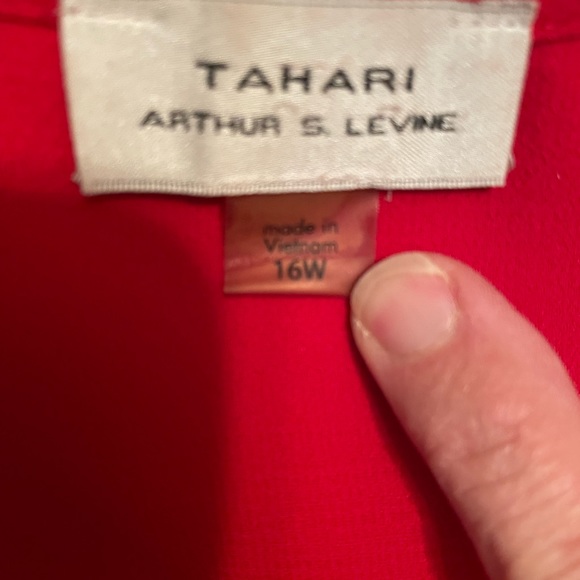 TAHARI
ARTHUR S. LEVINE
made in
Vietnam
16W